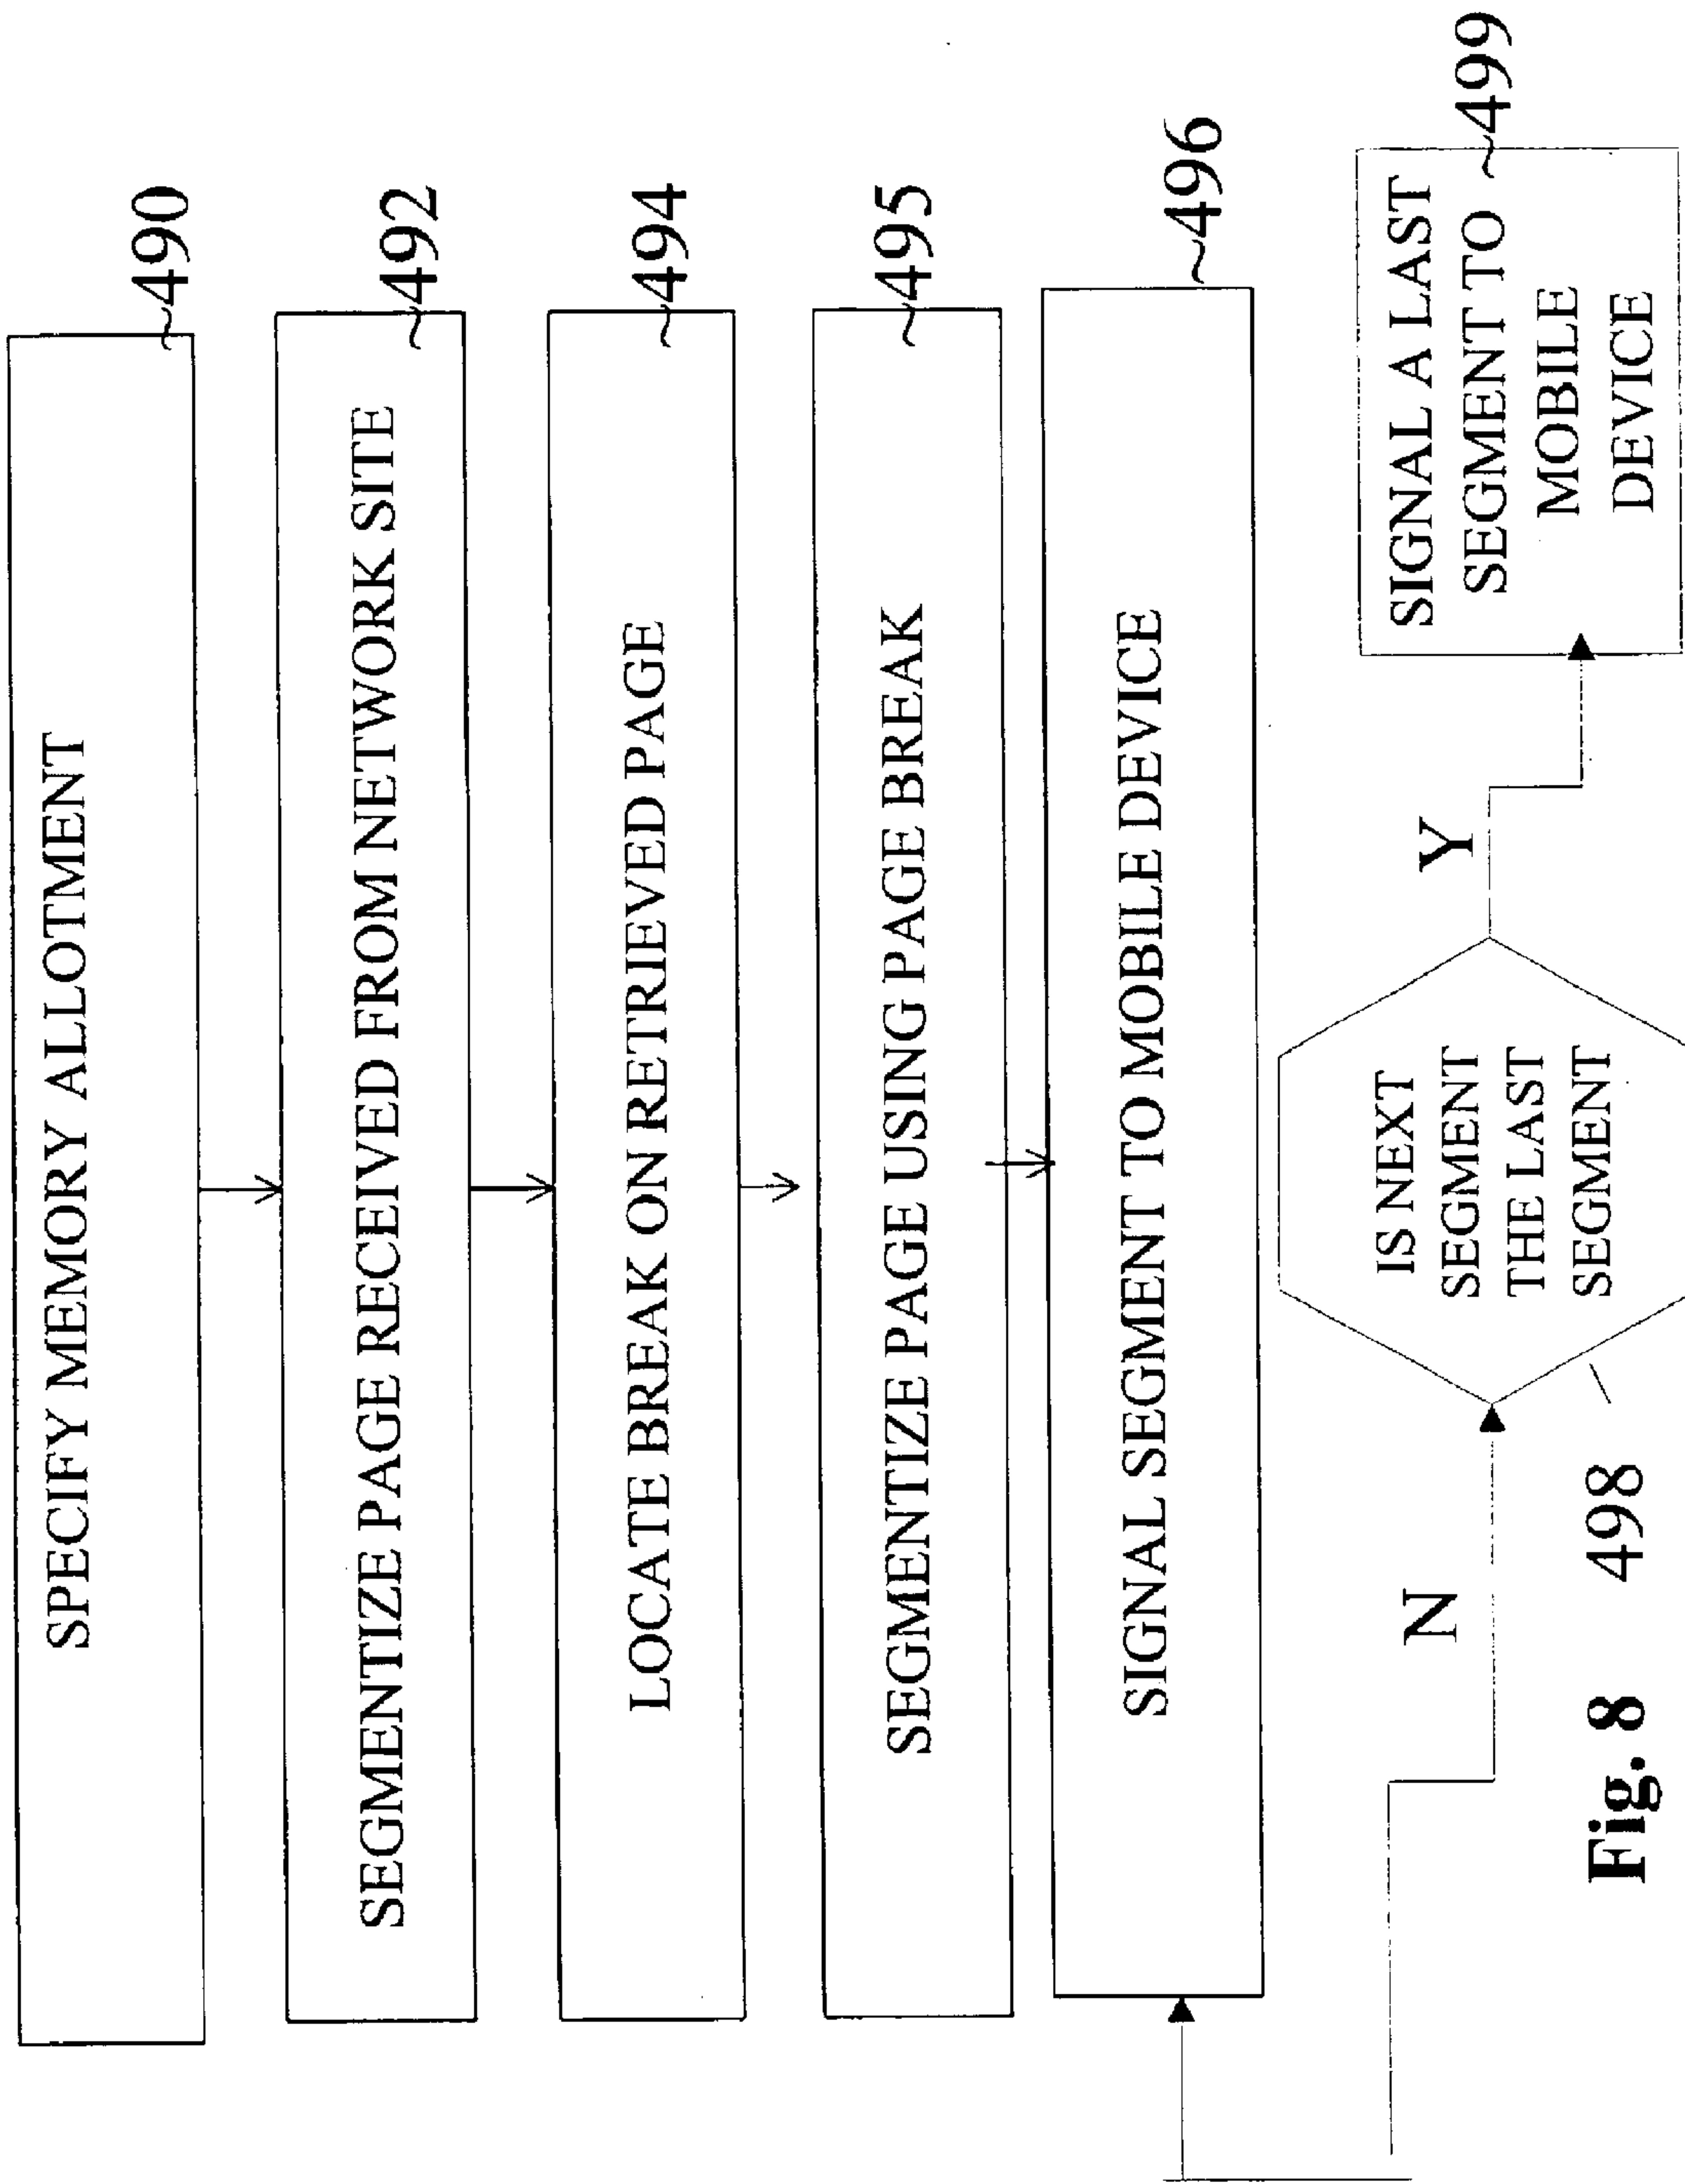 SPECIFY MEMORY ALLOTMENT
~490
SEGMENTIZE PAGE RECEIVED FROM NETWORK SITE
~492
LOCATE BREAK ON RETRIEVED PAGE
~494
SEGMENTIZE PAGE USING PAGE BREAK
~495
SIGNAL SEGMENT TO MOBILE DEVICE
~496
N
IS NEXT
SEGMENT
THE LAST
SEGMENT
498
Y
SIGNAL A LAST
SEGMENT TO
MOBILE
DEVICE
~499
Fig. 8